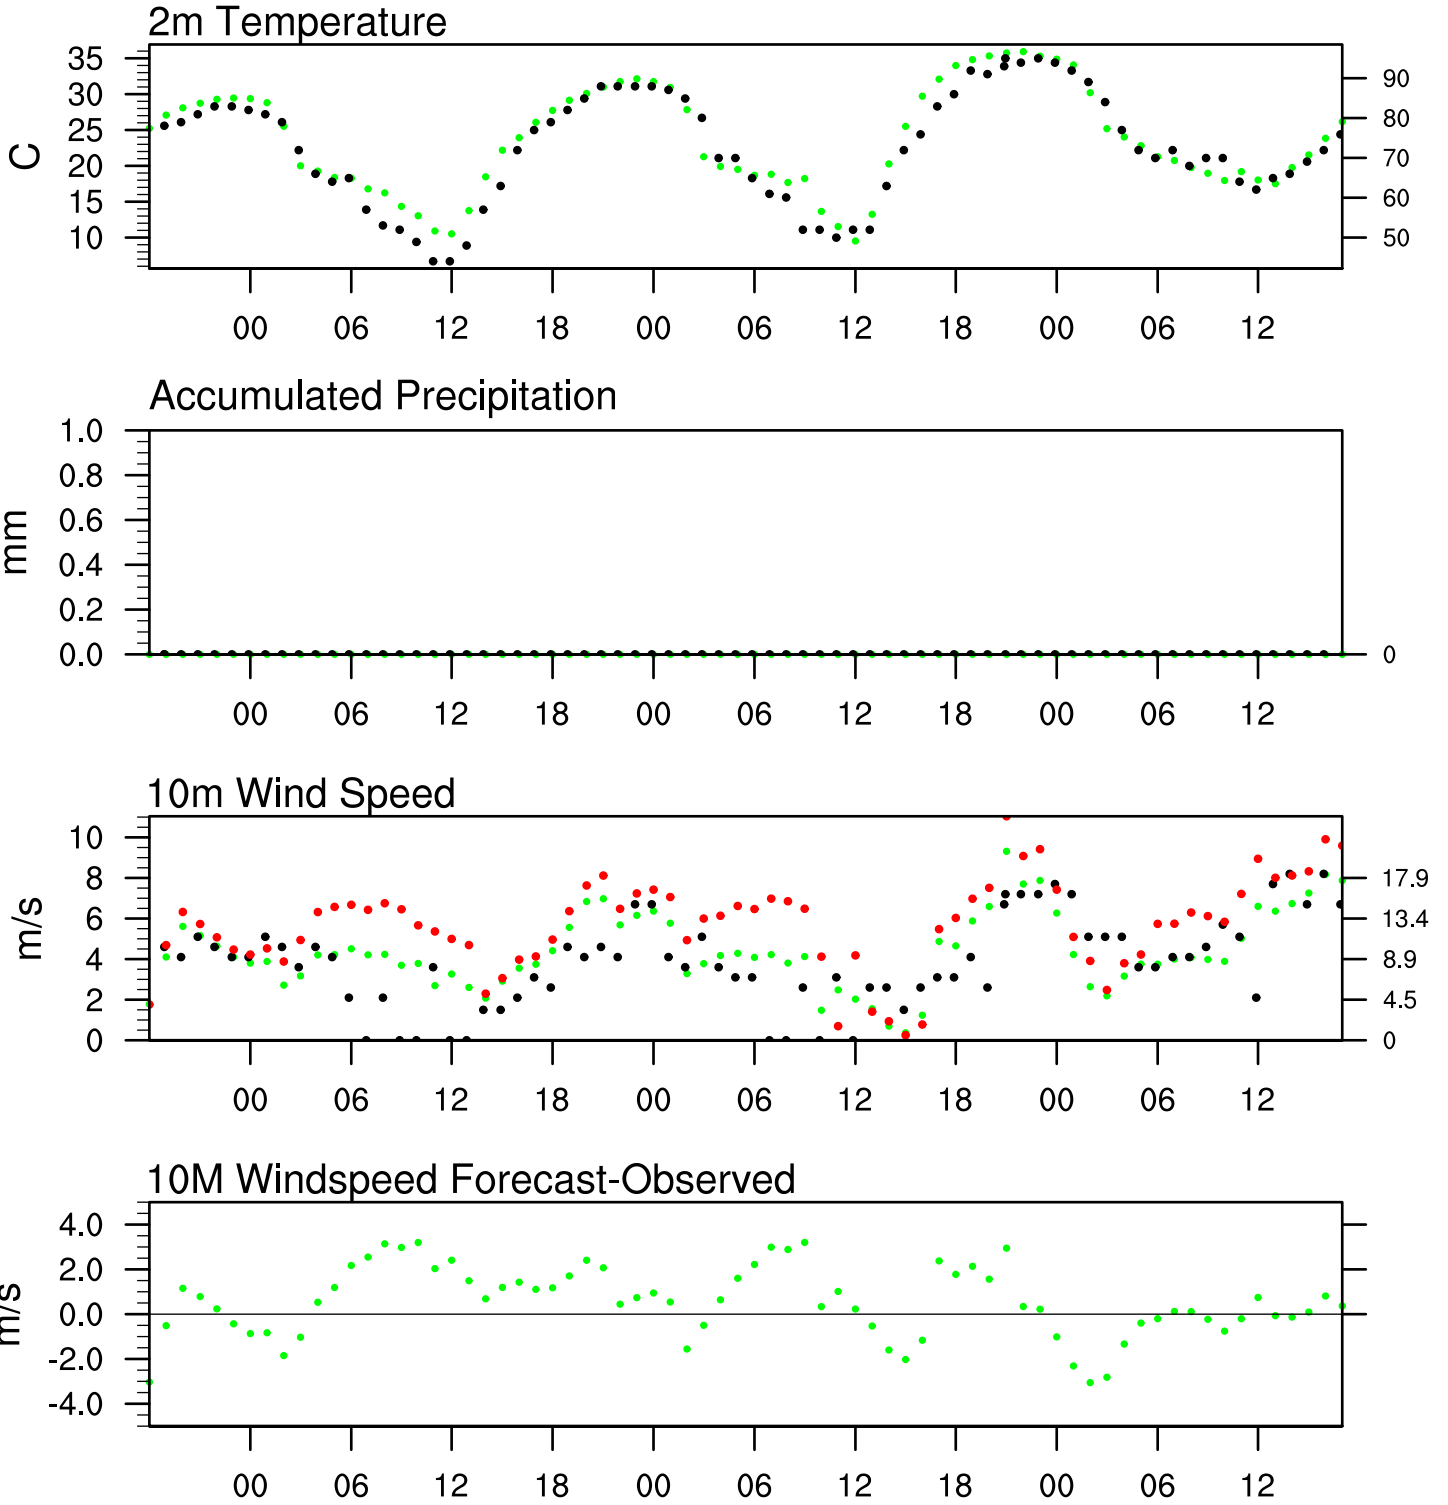 2m Temperature
C
35
30
25
20
15
10
90
80
70
60
50
00 06 12 18 00 06 12 18 00 06 12
Accumulated Precipitation
mm
1.0
0.8
0.6
0.4
0.2
0.0
0
00 06 12 18 00 06 12 18 00 06 12
10m Wind Speed
m/s
10
8
6
4
2
0
17.9
13.4
8.9
4.5
0
00 06 12 18 00 06 12 18 00 06 12
10M Windspeed Forecast-Observed
m/s
4.0
2.0
0.0
-2.0
-4.0
00 06 12 18 00 06 12 18 00 06 12